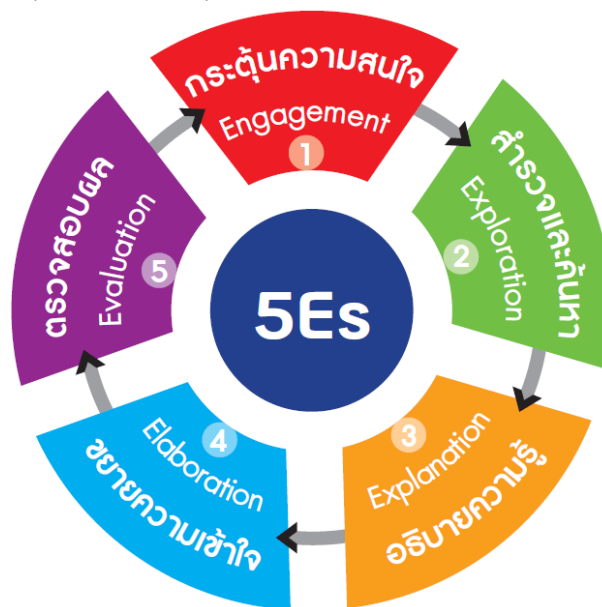 กระตุ้นความสนใจ
Engagement
1
สำรวจและค้นหา
Exploration
2
อธิบายความรู้
Explanation
3
ขยายความเข้าใจ
Elaboration
4
ตรวจสอบผล
Evaluation
5
5Es